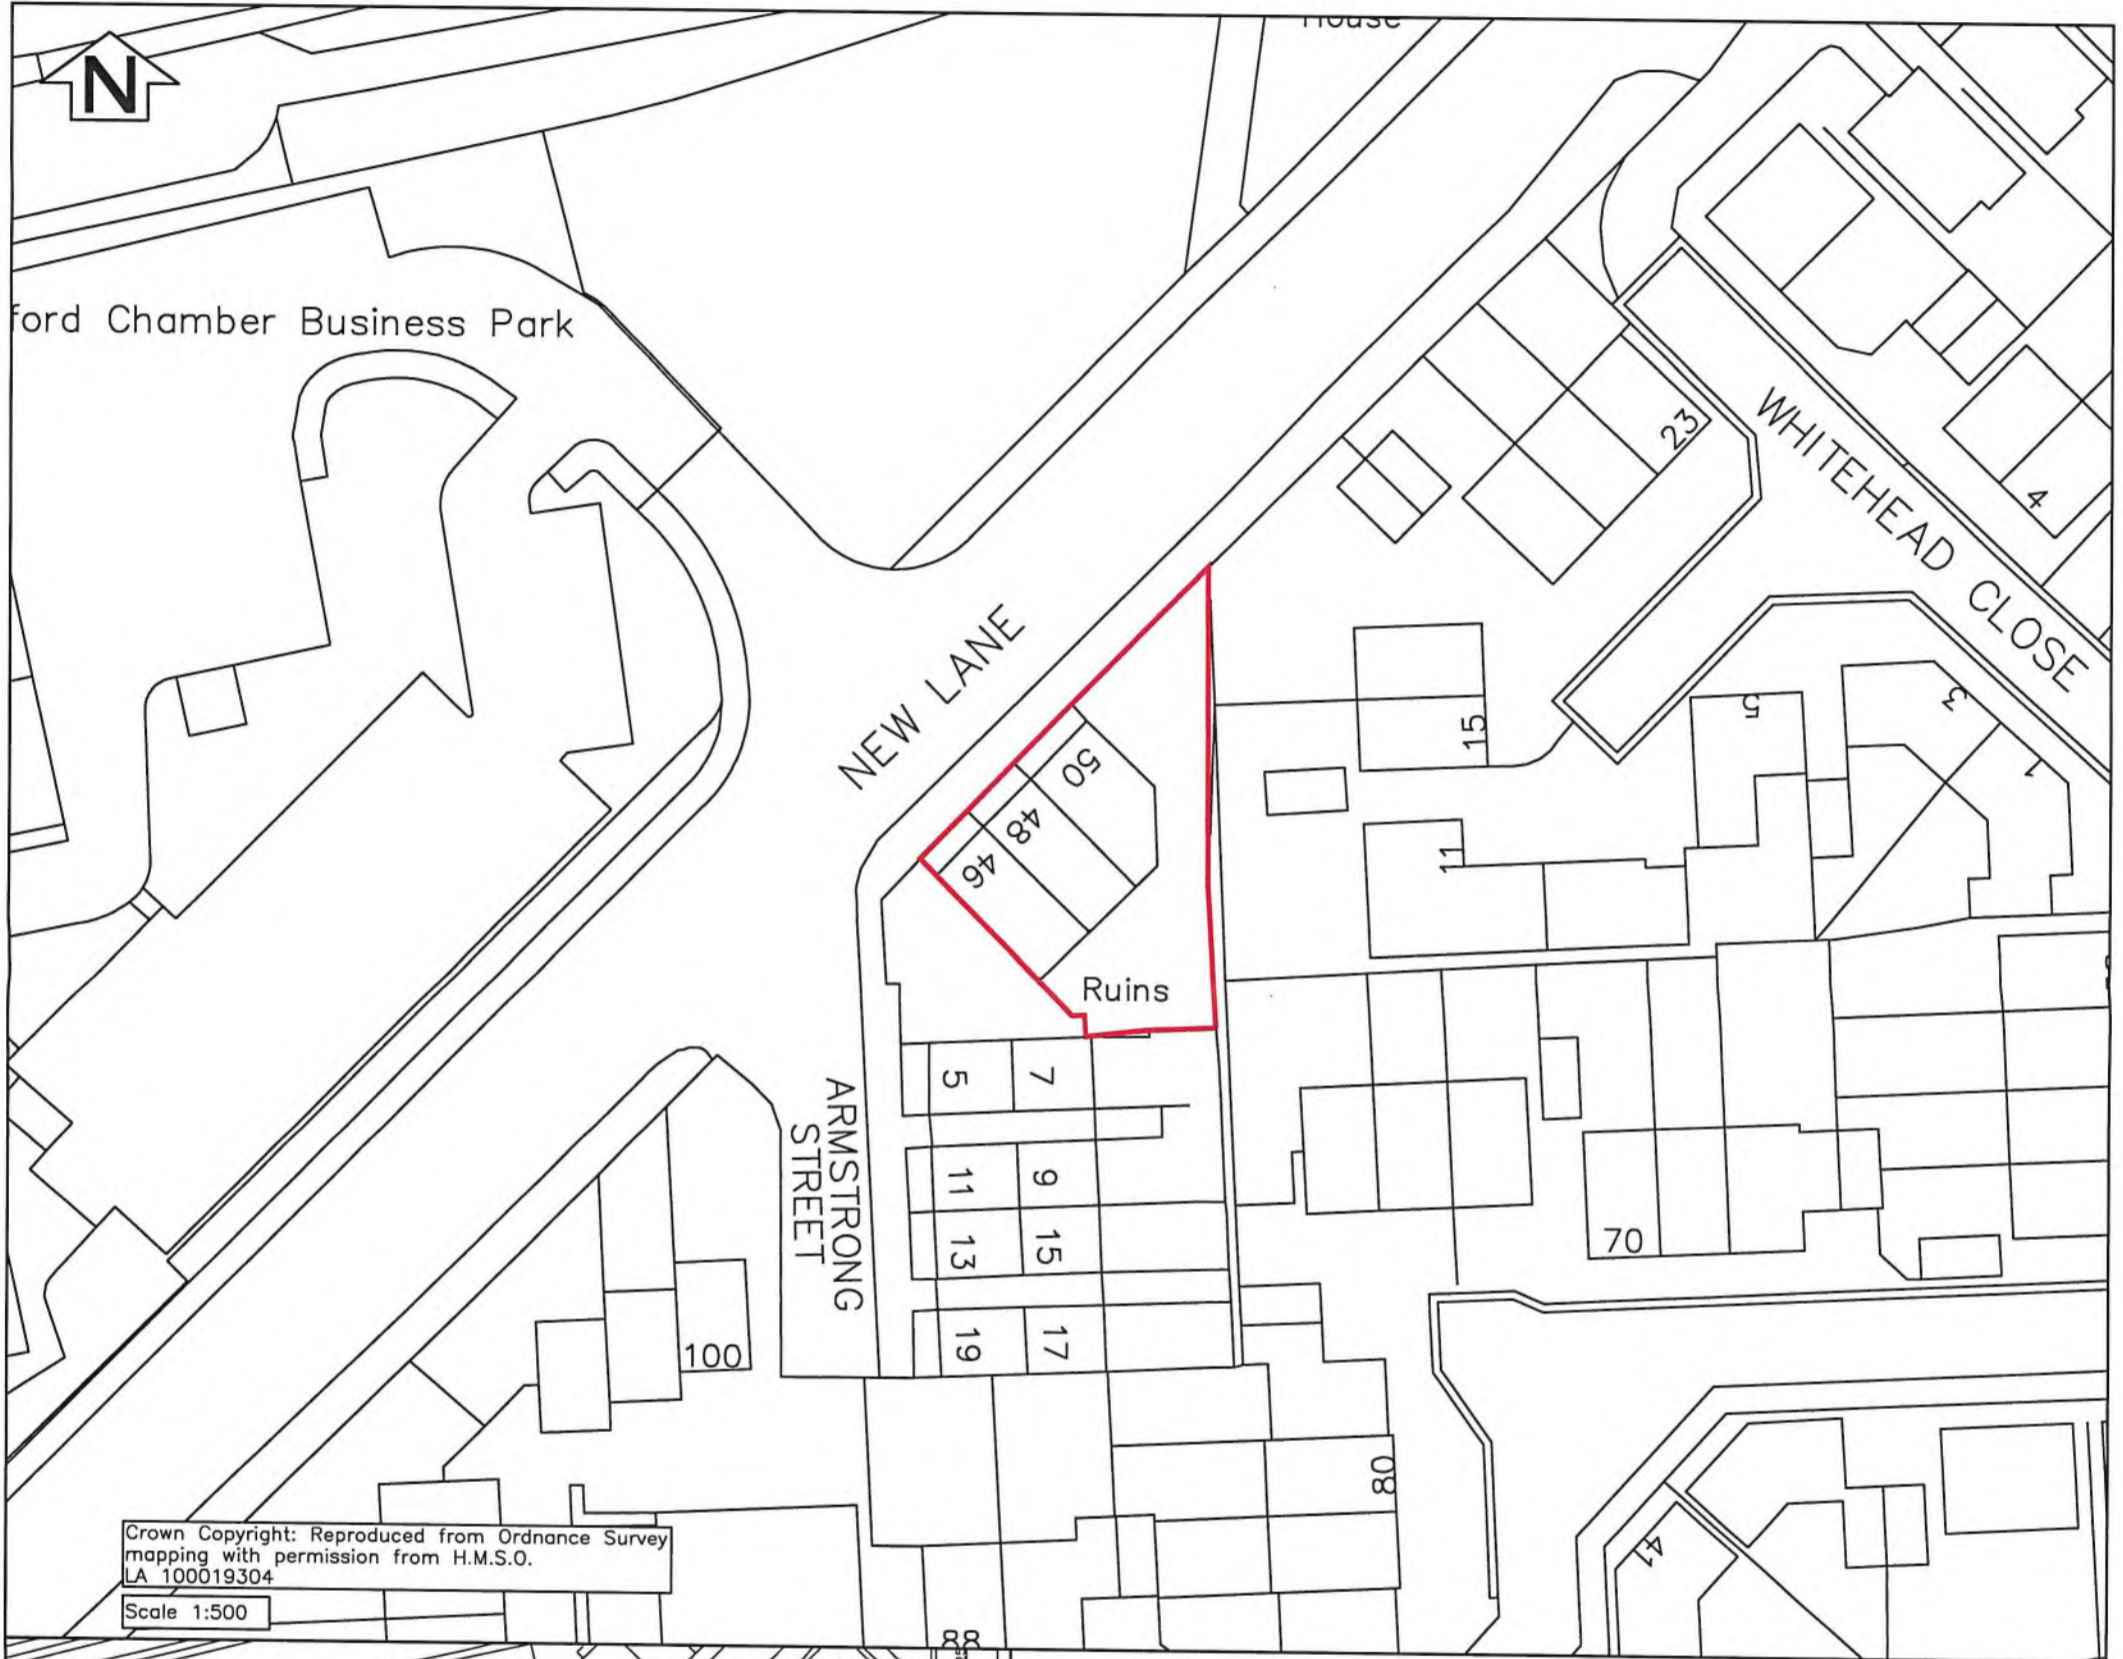 House
N
ford Chamber Business Park
23
WHITEHEAD CLOSE
4
NEW LANE
50
48
46
15
5
3
1
11
Ruins
5
7
ARMSTRONG
STREET
11
9
13
15
19
17
70
100
80
41
Crown Copyright: Reproduced from Ordnance Survey
mapping with permission from H.M.S.O.
LA 100019304
Scale 1:500
88